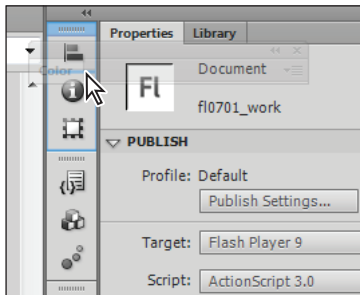 Properties Library
Color
Document
Fl
fl0701_work
PUBLISH
Profile: Default
Publish Settings...
Target: Flash Player 9
Script: ActionScript 3.0